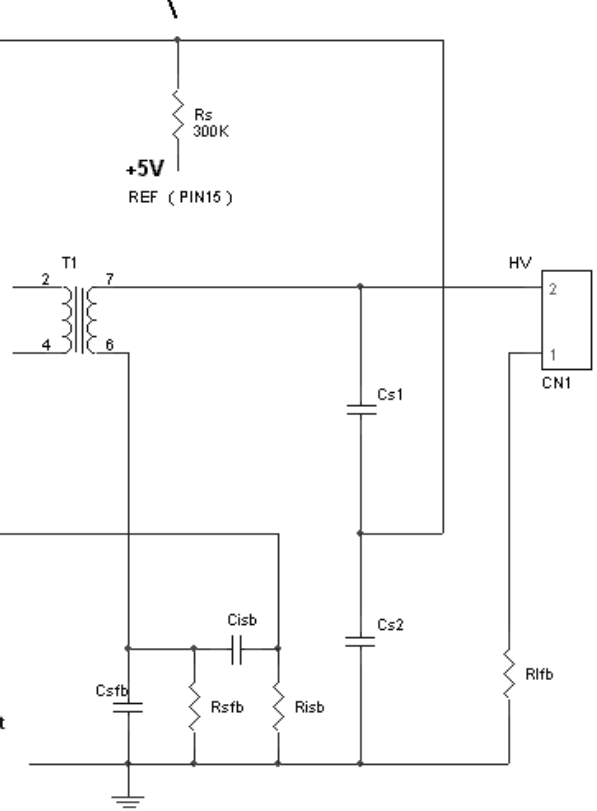 Rs
300K
+5V
REF ( PIN15 )
T1
HV
2
7
2
4
6
1
CN1
Cs1
Cisb
Cs2
Csfb
Rsfb
Risb
Rlfb
t